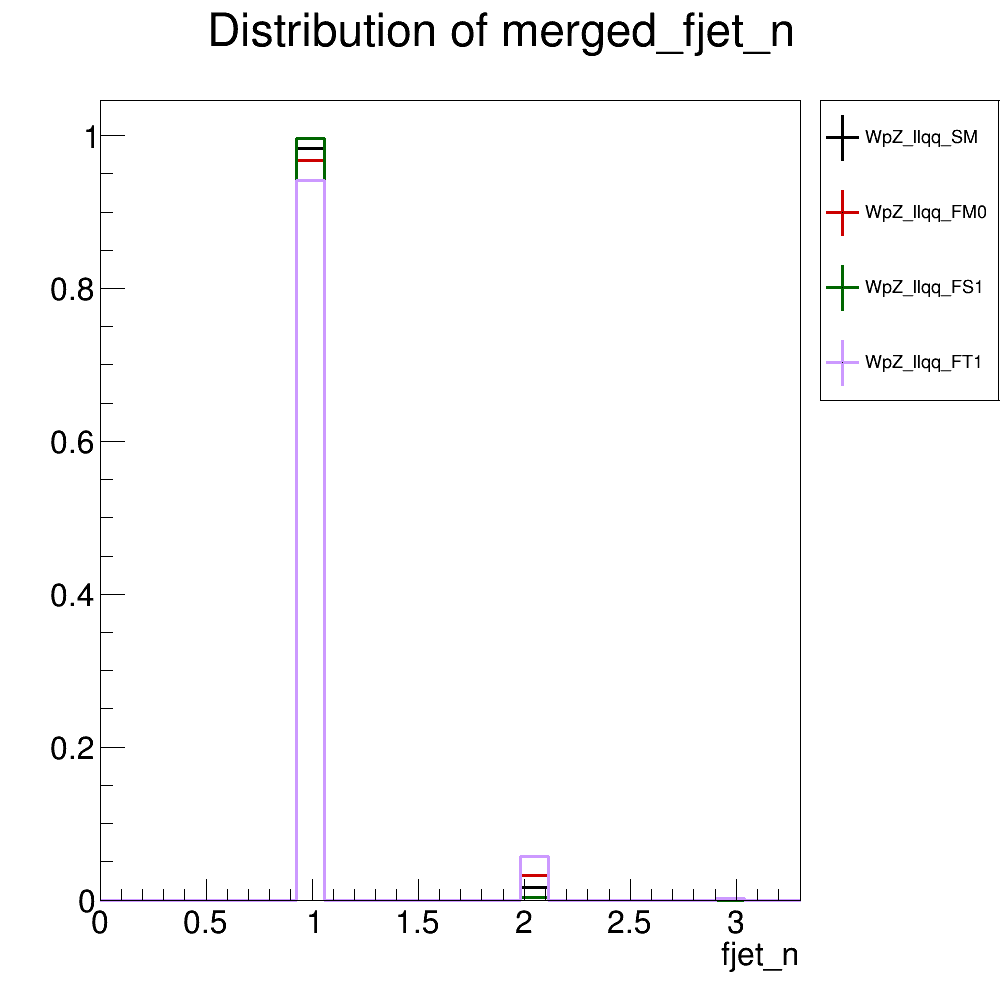 Distribution of merged_fjet_n
1
0.8
0.6
0.4
0.2
0
0 0.5 1 1.5 2 2.5 3
fjet_n
WpZ_llqq_SM
WpZ_llqq_FM0
WpZ_llqq_FS1
WpZ_llqq_FT1